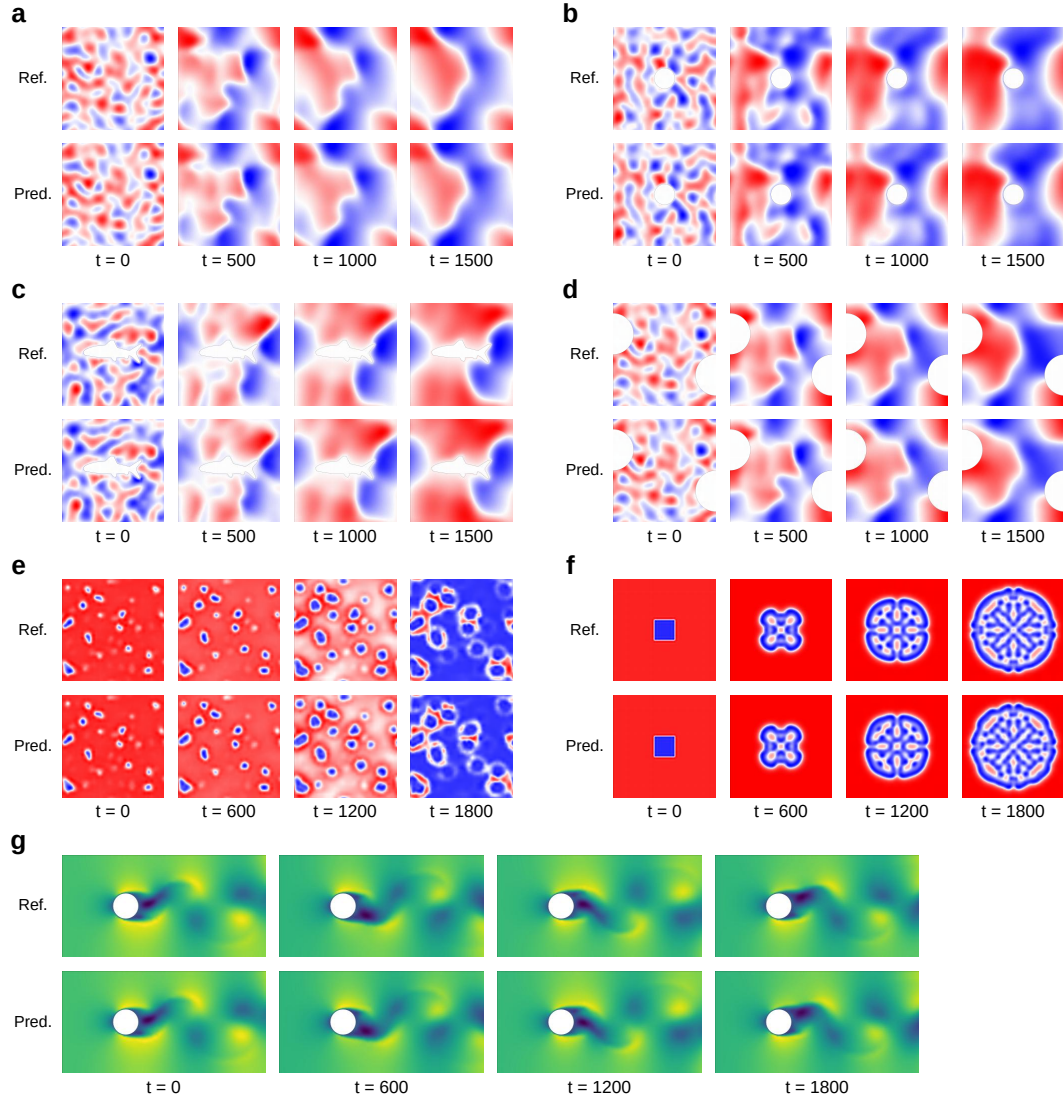 a
b
Ref.
Ref.
Pred.
Pred.
t = 0
t = 500
t = 1000
t = 1500
t = 0
t = 500
t = 1000
t = 1500
c
d
Ref.
Ref.
Pred.
Pred.
t = 0
t = 500
t = 1000
t = 1500
t = 0
t = 500
t = 1000
t = 1500
e
f
Ref.
Ref.
Pred.
Pred.
t = 0
t = 600
t = 1200
t = 1800
t = 0
t = 600
t = 1200
t = 1800
g
Ref.
Pred.
t = 0
t = 600
t = 1200
t = 1800